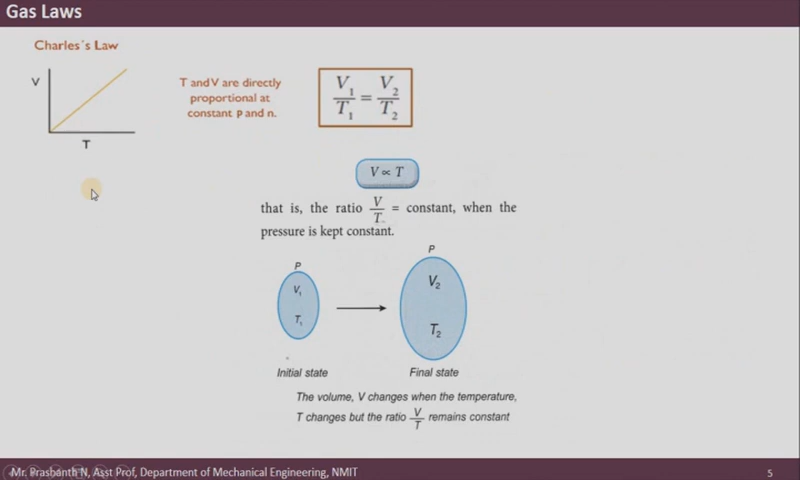 Gas Laws
Charles´s Law
V
T
T and V are directly
proportional at
constant P and n.
V₁/T₁ = V₂/T₂
V ∝ T
that is, the ratio V/T = constant, when the
pressure is kept constant.
P
V₁
T₁
P
V₂
T₂
Initial state
Final state
The volume, V changes when the temperature,
T changes but the ratio V/T remains constant
Mr. Prashanth N, Asst Prof, Department of Mechanical Engineering, NMIT
5